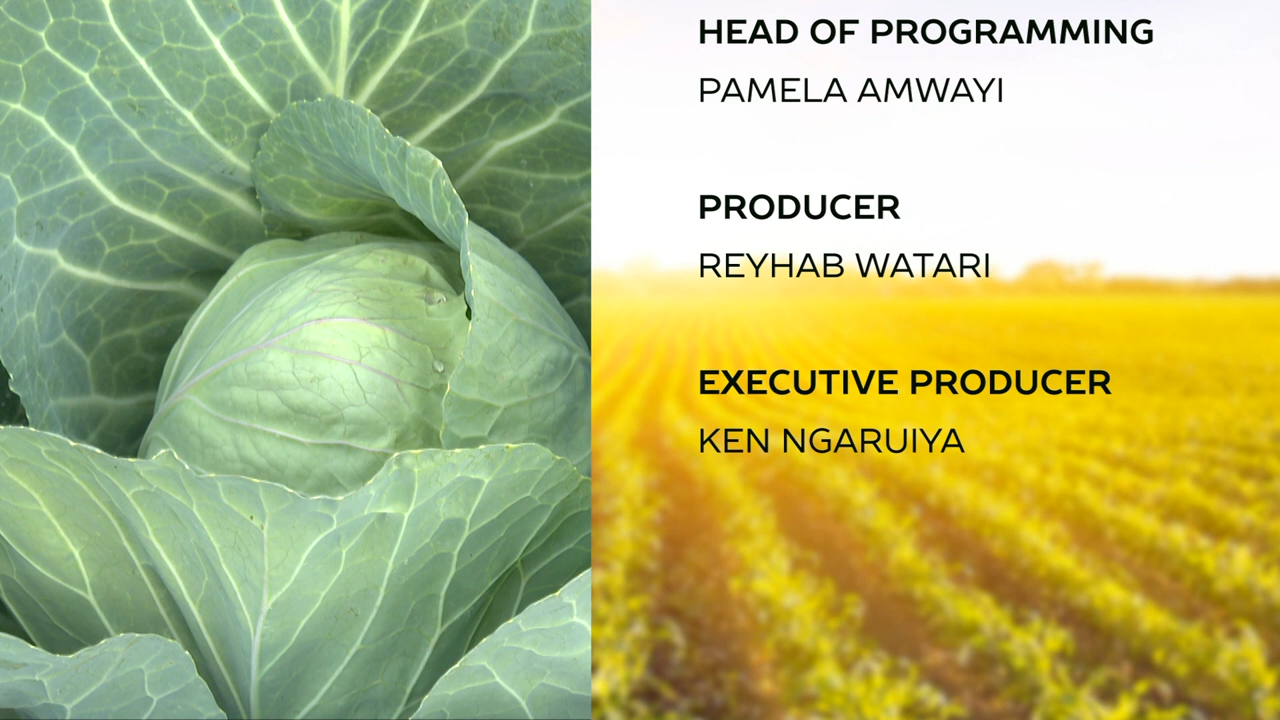 HEAD OF PROGRAMMING
PAMELA AMWAYI
PRODUCER
REYHAB WATARI
EXECUTIVE PRODUCER
KEN NGARUIYA